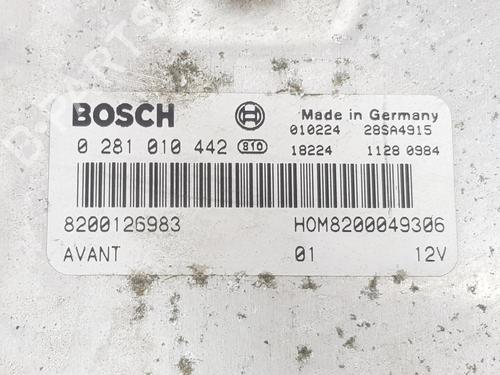 BOSCH
Made in Germany
010224 28SA4915
0 281 010 442 810
18224 1128 0984
8200126983 HOM8200049306
AVANT 01 12V
B-PARTS